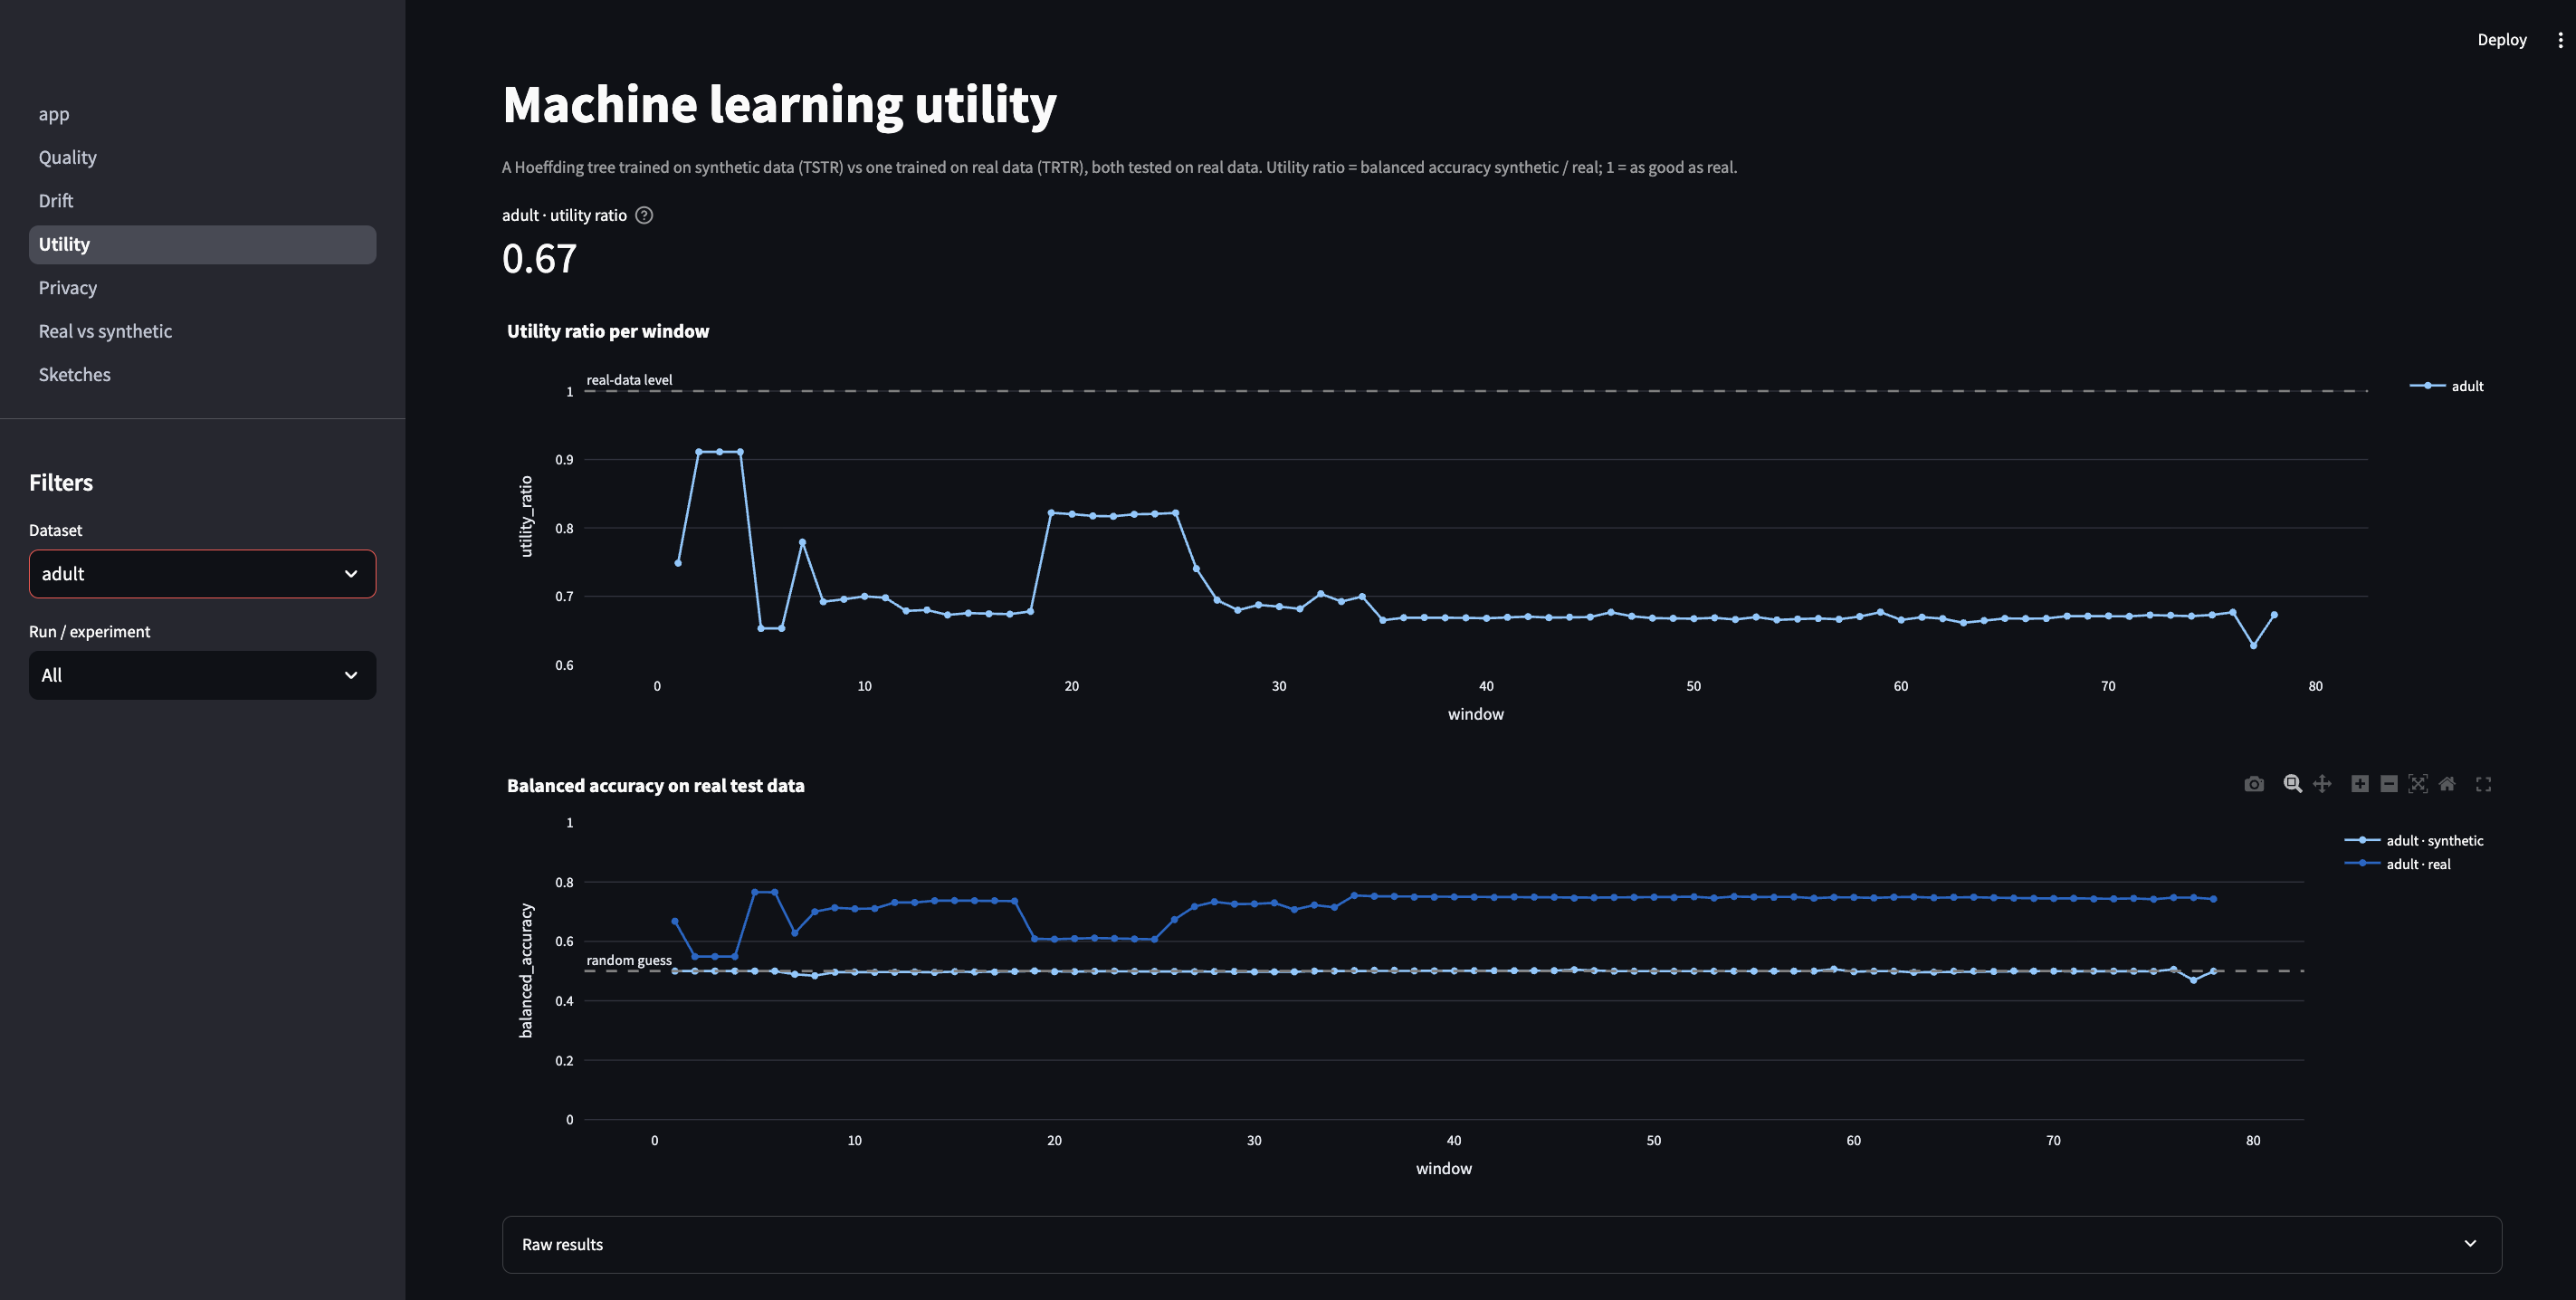 Deploy
app
Quality
Drift
Utility
Privacy
Real vs synthetic
Sketches
Filters
Dataset
adult
Run / experiment
All
Machine learning utility
A Hoeffding tree trained on synthetic data (TSTR) vs one trained on real data (TRTR), both tested on real data. Utility ratio = balanced accuracy synthetic / real; 1 = as good as real.
adult · utility ratio
0.67
Utility ratio per window
real-data level
1
0.9
0.8
0.7
0.6
utility_ratio
0 10 20 30 40 50 60 70 80
window
adult
Balanced accuracy on real test data
1
0.8
0.6
random guess
0.4
0.2
0
balanced_accuracy
0 10 20 30 40 50 60 70 80
window
adult · synthetic
adult · real
Raw results